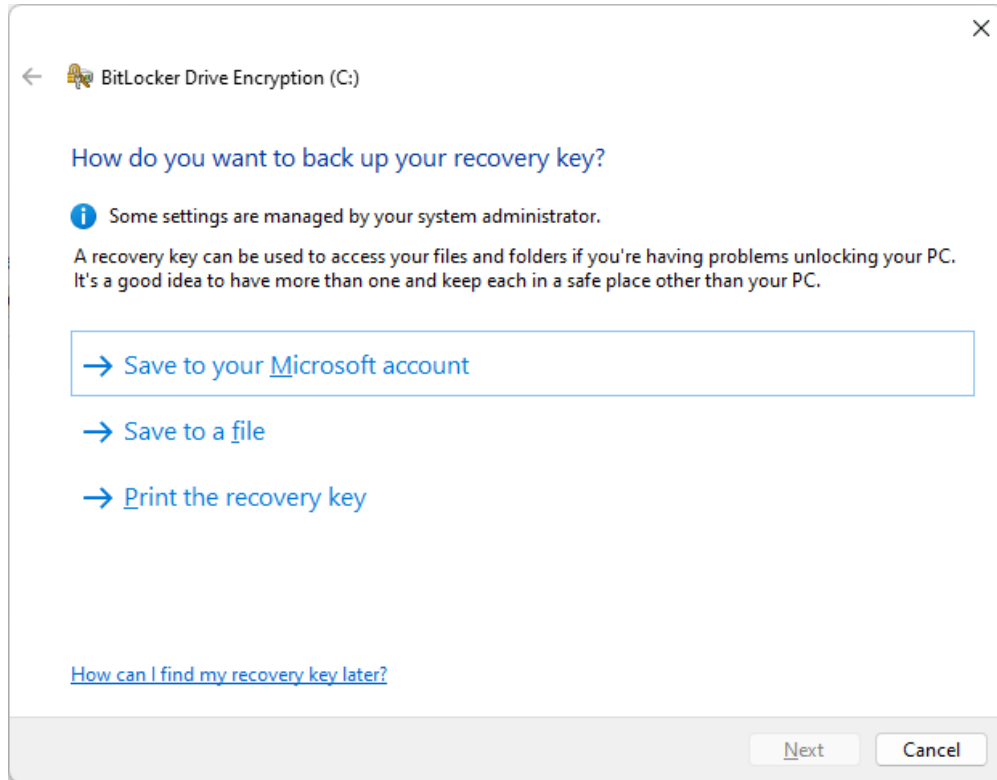 BitLocker Drive Encryption (C:)
How do you want to back up your recovery key?
Some settings are managed by your system administrator.
A recovery key can be used to access your files and folders if you're having problems unlocking your PC.
It's a good idea to have more than one and keep each in a safe place other than your PC.
Save to your Microsoft account
Save to a file
Print the recovery key
How can I find my recovery key later?
Next Cancel